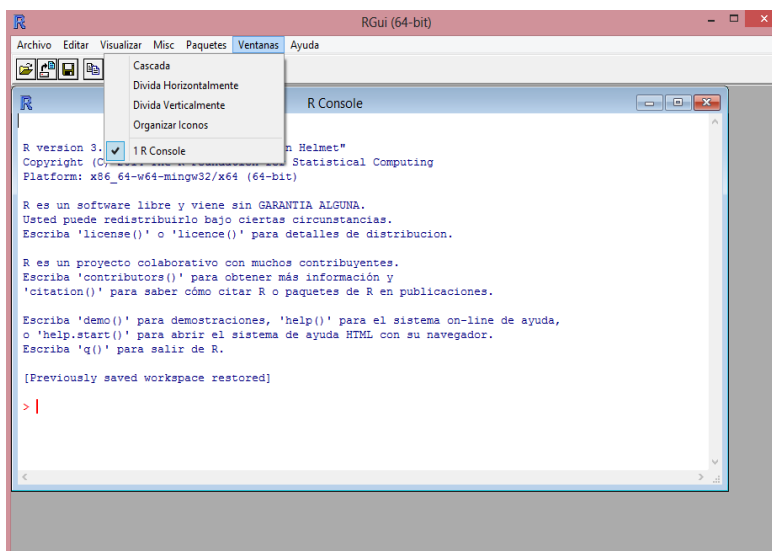 RGui (64-bit)
Archivo Editar Visualizar Misc Paquetes Ventanas Ayuda
Cascada
Divida Horizontalmente
Divida Verticalmente
Organizar Iconos
1 R Console
R Console
R version 3. n Helmet"
Copyright (C) Statistical Computing
Platform: x86_64-w64-mingw32/x64 (64-bit)
R es un software libre y viene sin GARANTIA ALGUNA.
Usted puede redistribuirlo bajo ciertas circunstancias.
Escriba 'license()' o 'licence()' para detalles de distribucion.
R es un proyecto colaborativo con muchos contribuyentes.
Escriba 'contributors()' para obtener más información y
'citation()' para saber cómo citar R o paquetes de R en publicaciones.
Escriba 'demo()' para demostraciones, 'help()' para el sistema on-line de ayuda,
o 'help.start()' para abrir el sistema de ayuda HTML con su navegador.
Escriba 'q()' para salir de R.
[Previously saved workspace restored]
>